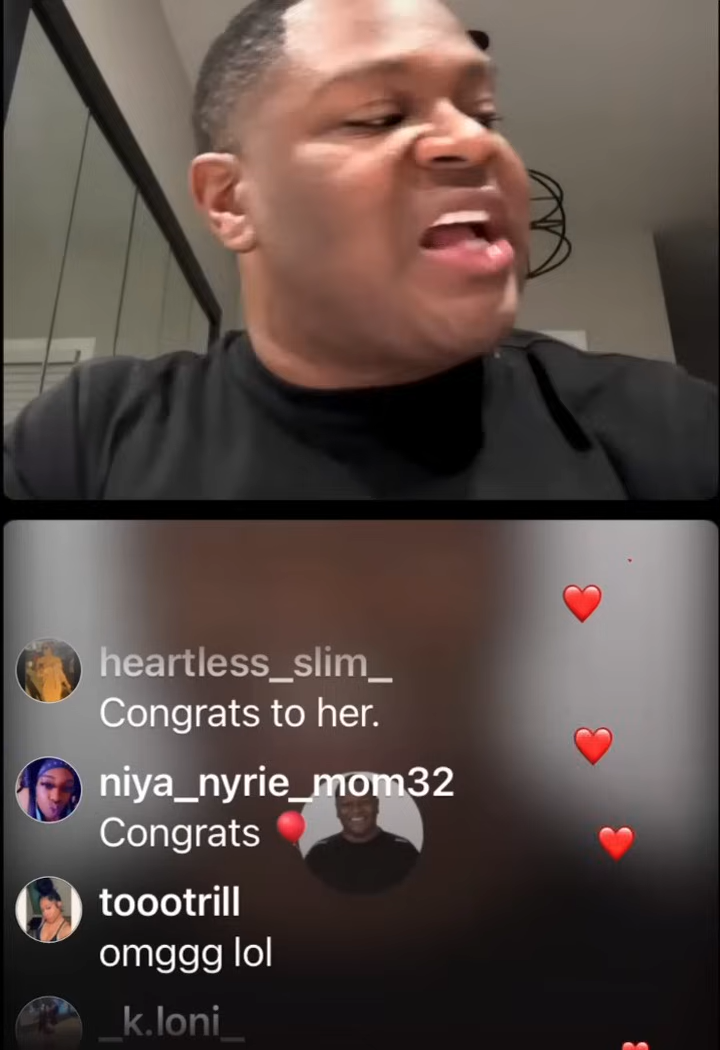 heartless_slim_
Congrats to her.
niya_nyrie_mom32
Congrats 🎈
toootrill
omggg lol
_k.loni_